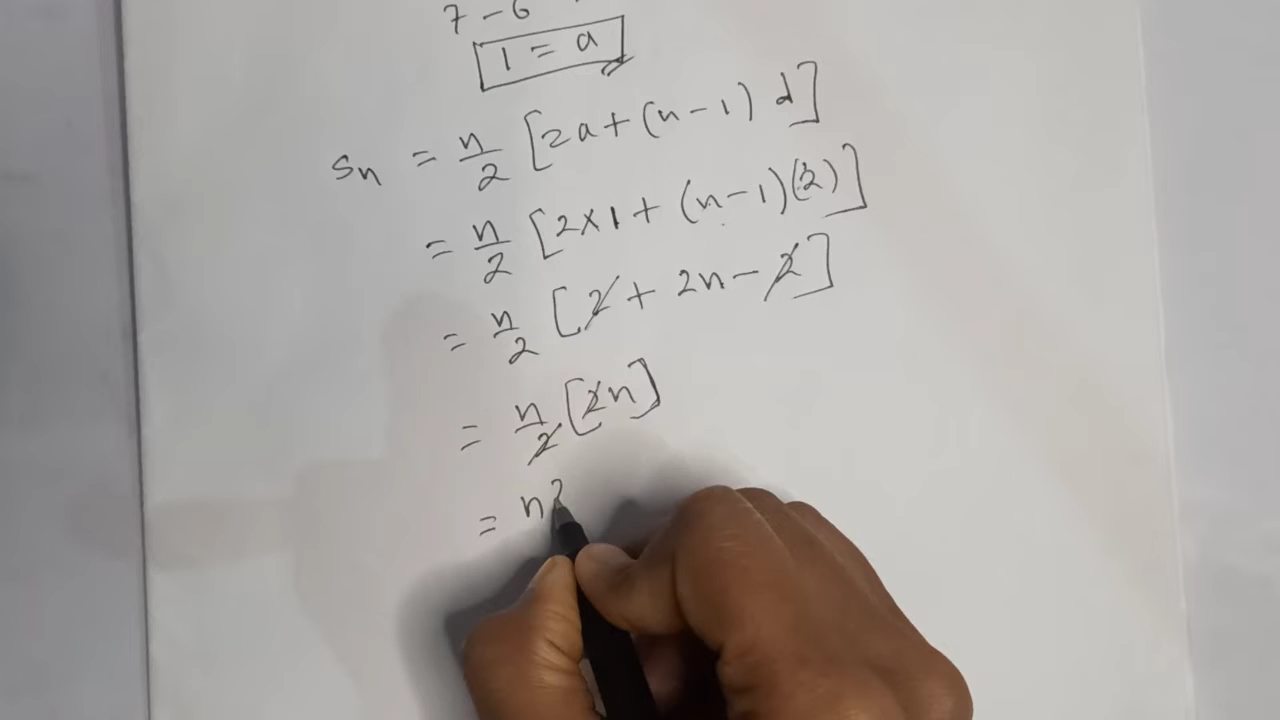 7 - 6
1 = a
Sn = n/2 [2a + (n - 1) d]
= n/2 [2×1 + (n - 1)(2)]
= n/2 [2 + 2n - 2]
= n/2 [2n]
= n²